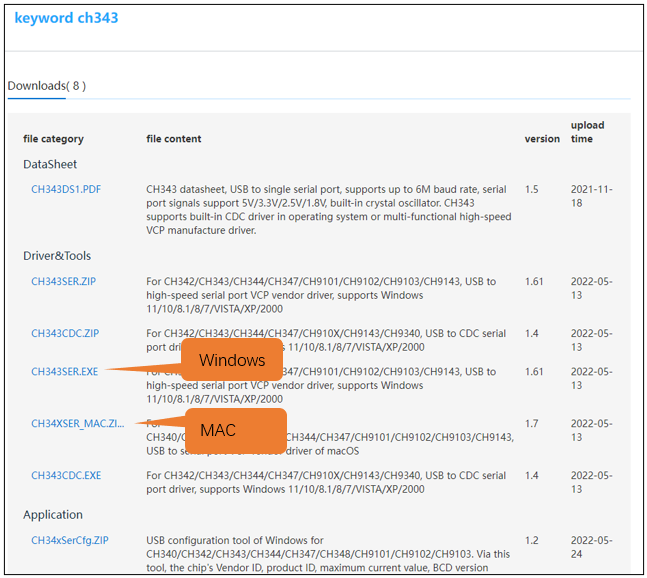 keyword ch343
Downloads( 8 )
file category file content version upload time
DataSheet
CH343DS1.PDF CH343 datasheet, USB to single serial port, supports up to 6M baud rate, serial 1.5 2021-11-
port signals support 5V/3.3V/2.5V/1.8V, built-in crystal oscillator. CH343 18
supports built-in CDC driver in operating system or multi-functional high-speed
VCP manufacture driver.
Driver&Tools
CH343SER.ZIP For CH342/CH343/CH344/CH347/CH9101/CH9102/CH9103/CH9143, USB to 1.61 2022-05-
high-speed serial port VCP vendor driver, supports Windows 13
11/10/8.1/8/7/VISTA/XP/2000
CH343CDC.ZIP For CH342/CH343/CH344/CH347/CH910X/CH9143/CH9340, USB to CDC serial 1.4 2022-05-
port 11/10/8.1/8/7/VISTA/XP/2000 13
Windows
CH343SER.EXE For 47/CH9101/CH9102/CH9103/CH9143, USB to 1.61 2022-05-
high-speed serial port VCP vendor driver, supports Windows 13
11/10/8.1/8/7/VISTA/XP/2000
MAC
CH34XSER_MAC.ZI... 1.7 2022-05-
CH340/ CH344/CH347/CH9101/CH9102/CH9103/CH9143, 13
USB to driver of macOS
CH343CDC.EXE For CH342/CH343/CH344/CH347/CH910X/CH9143/CH9340, USB to CDC serial 1.4 2022-05-
port driver, supports Windows 11/10/8.1/8/7/VISTA/XP/2000 13
Application
CH34xSerCfg.ZIP USB configuration tool of Windows for 1.2 2022-05-
CH340/CH342/CH343/CH344/CH347/CH348/CH9101/CH9102/CH9103. Via this 24
tool, the chip's Vendor ID, product ID, maximum current value, BCD version